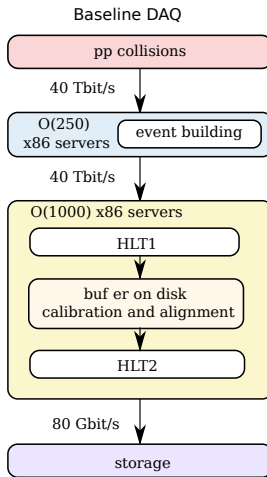 Baseline DAQ
pp collisions
40 Tbit/s
O(250)
x86 servers
event building
40 Tbit/s
O(1000) x86 servers
HLT1
buf er on disk
calibration and alignment
HLT2
80 Gbit/s
storage